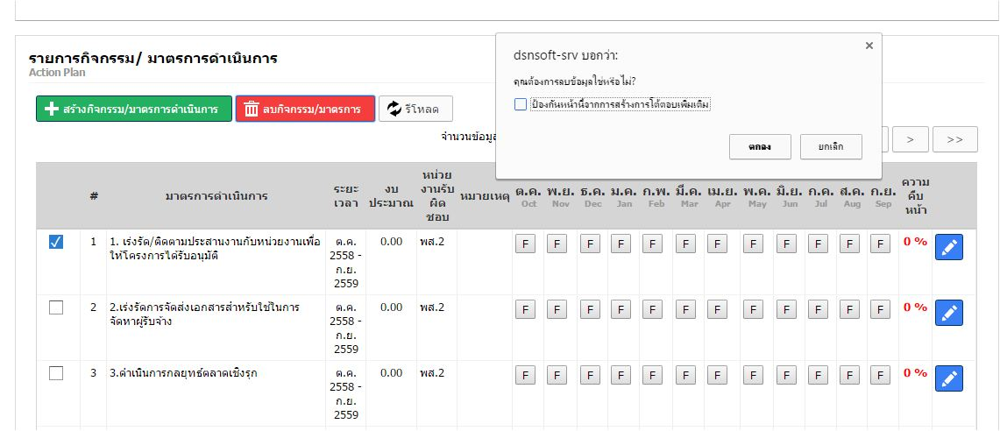 dsnsoft-srv บอกว่า:
×
คุณต้องการลบข้อมูลใช่หรือไม่?
ป้องกันหน้านี้จากการสร้างการโต้ตอบเพิ่มเติม
ตกลง ยกเลิก
รายการกิจกรรม/ มาตรการดำเนินการ
Action Plan
สร้างกิจกรรม/มาตรการดำเนินการ ลบกิจกรรม/มาตรการ รีโหลด
จำนวนข้อมูล > >>
# มาตรการดำเนินการ ระยะ งบ หน่วย หมายเหตุ ต.ค. พ.ย. ธ.ค. ม.ค. ก.พ. มี.ค. เม.ย. พ.ค. มิ.ย. ก.ค. ส.ค. ก.ย. ความ
เวลา ประมาณ งานรับ Oct Nov Dec Jan Feb Mar Apr May Jun Jul Aug Sep คืบ
ผิด หน้า
ชอบ
1 1. เร่งรัด/ติดตามประสานงานกับหน่วยงานเพื่อ ต.ค. 0.00 พส.2 F F F F F F F F F F F F 0 %
ให้โครงการได้รับอนุมัติ 2558 -
ก.ย.
2559
2 2.เร่งรัดการจัดส่งเอกสารสำหรับใช้ในการ ต.ค. 0.00 พส.2 F F F F F F F F F F F F 0 %
จัดหาผู้รับจ้าง 2558 -
ก.ย.
2559
3 3.ดำเนินการกลยุทธ์ตลาดเชิงรุก ต.ค. 0.00 พส.2 F F F F F F F F F F F F 0 %
2558 -
ก.ย.
2559